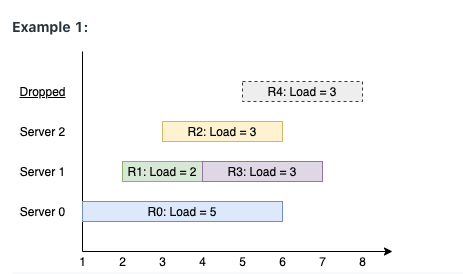 Example 1:
Dropped
R4: Load = 3
Server 2
R2: Load = 3
Server 1
R1: Load = 2
R3: Load = 3
Server 0
R0: Load = 5
1 2 3 4 5 6 7 8